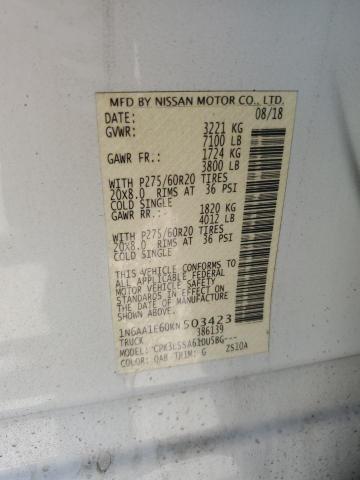 MFD BY NISSAN MOTOR CO., LTD.
DATE: 08/18
GVWR: 3221 KG
7100 LB
GAWR FR.: 1724 KG
3800 LB
WITH P275/60R20 TIRES
20X8.0 RIMS AT 36 PSI
COLD SINGLE
GAWR RR.: 1820 KG
4012 LB
WITH P275/60R20 TIRES
20X8.0 RIMS AT 36 PSI
COLD SINGLE
THIS VEHICLE CONFORMS TO
ALL APPLICABLE FEDERAL
MOTOR VEHICLE SAFETY
STANDARDS IN EFFECT ON THE
DATE OF MANUFACTURE
1N6AA1E60KN503423
TRUCK 386139
MODEL:
COLOR: QAB TRIM: G ZS10A